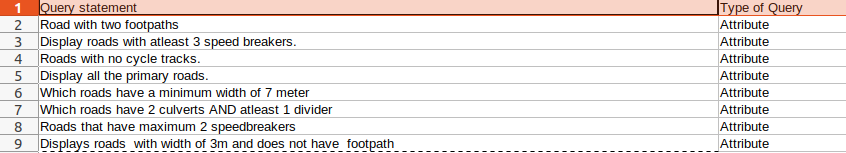 1 Query statement Type of Query
2 Road with two footpaths Attribute
3 Display roads with atleast 3 speed breakers. Attribute
4 Roads with no cycle tracks. Attribute
5 Display all the primary roads. Attribute
6 Which roads have a minimum width of 7 meter Attribute
7 Which roads have 2 culverts AND atleast 1 divider Attribute
8 Roads that have maximum 2 speedbreakers Attribute
9 Displays roads with width of 3m and does not have footpath Attribute